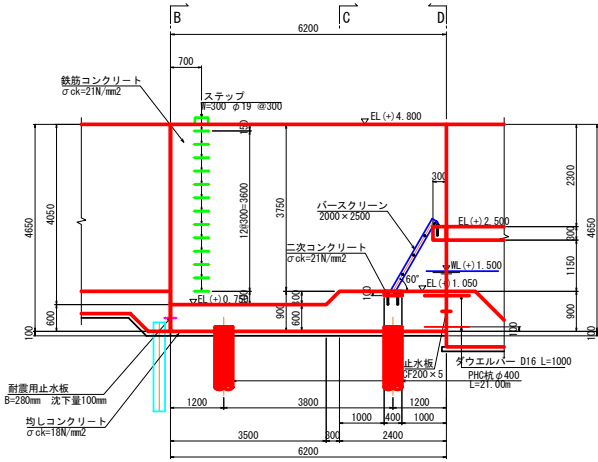 B
C
D
6200
700
鉄筋コンクリート
σck=21N/mm2
ステップ
W=300 φ19 @300
EL(+)4.800
150
4650
4050
12@300=3600
3750
バースクリーン
2000×2500
300
EL(+)2.500
2300
300
4650
二次コンクリート
σck=21N/mm2
WL(+)1.500
1150
60°
EL(+)1.050
EL(+)0.750
100
100
600
900
600
900
100
100
100
耐震用止水板
B=280mm 沈下量100mm
均しコンクリート
σck=18N/mm2
止水板
CF200×5
ダウエルバー D16 L=1000
PHC杭φ400
L=21.00m
1200
3800
1200
1000
400
1000
3500
300
2400
6200